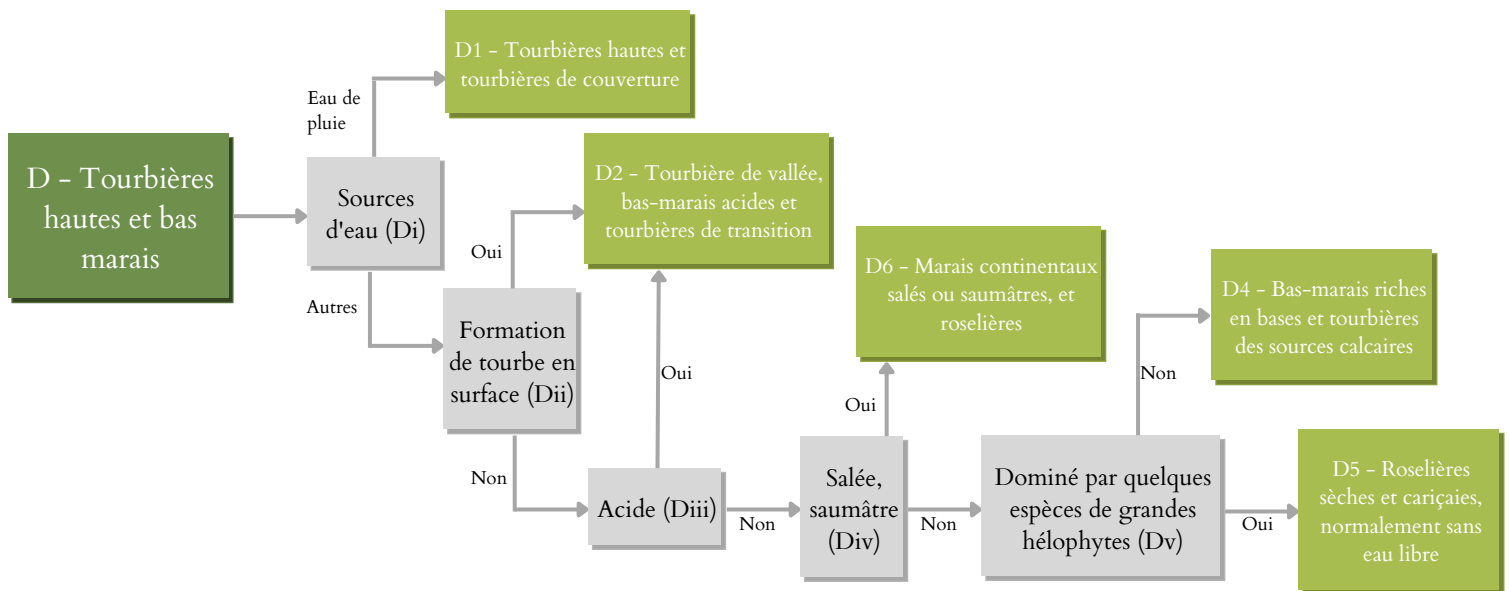 D1 - Tourbières hautes et
tourbières de couverture
Eau de
pluie
D - Tourbières
hautes et bas
marais
Sources
d'eau (Di)
D2 - Tourbière de vallée,
bas-marais acides et
tourbières de transition
Oui
Autres
D6 - Marais continentaux
salés ou saumâtres, et
roselières
D4 - Bas-marais riches
en bases et tourbières
des sources calcaires
Formation
de tourbe en
surface (Dii)
Oui
Non
Oui
Non
Acide (Diii)
Non
Salée,
saumâtre
(Div)
Non
Dominé par quelques
espèces de grandes
hélophytes (Dv)
Oui
D5 - Roselières
sèches et cariçaies,
normalement sans
eau libre